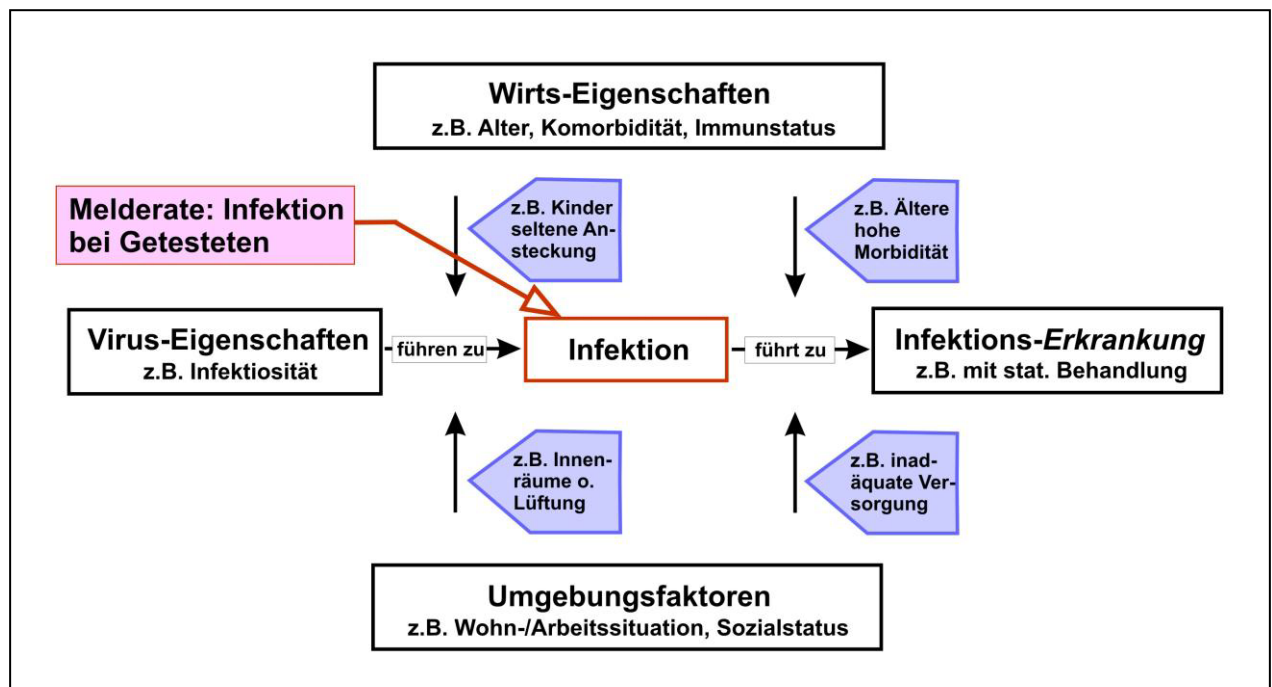 Wirts-Eigenschaften
z.B. Alter, Komorbidität, Immunstatus
Melderate: Infektion
bei Getesteten
z.B. Kinder
seltene An-
steckung
z.B. Ältere
hohe
Morbidität
Virus-Eigenschaften
z.B. Infektiosität
führen zu
Infektion
führt zu
Infektions-Erkrankung
z.B. mit stat. Behandlung
z.B. Innen-
räume o.
Lüftung
z.B. inad-
äquate Ver-
sorgung
Umgebungsfaktoren
z.B. Wohn-/Arbeitssituation, Sozialstatus